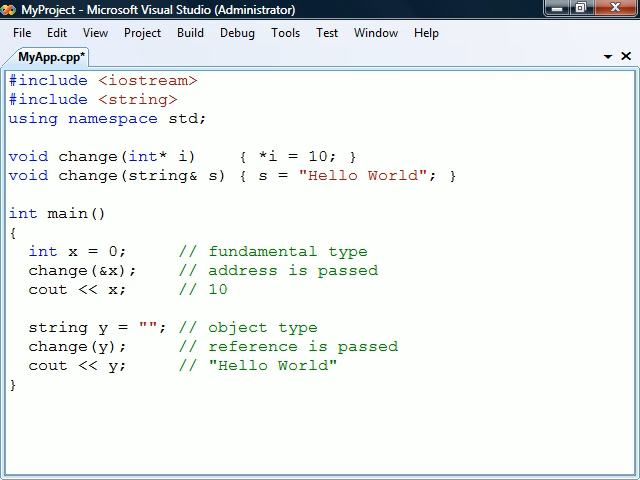 MyProject - Microsoft Visual Studio (Administrator)
File Edit View Project Build Debug Tools Test Window Help
MyApp.cpp*
#include <iostream>
#include <string>
using namespace std;
void change(int* i)    { *i = 10; }
void change(string& s) { s = "Hello World"; }
int main()
{
  int x = 0;     // fundamental type
  change(&x);    // address is passed
  cout << x;     // 10
  string y = ""; // object type
  change(y);     // reference is passed
  cout << y;     // "Hello World"
}